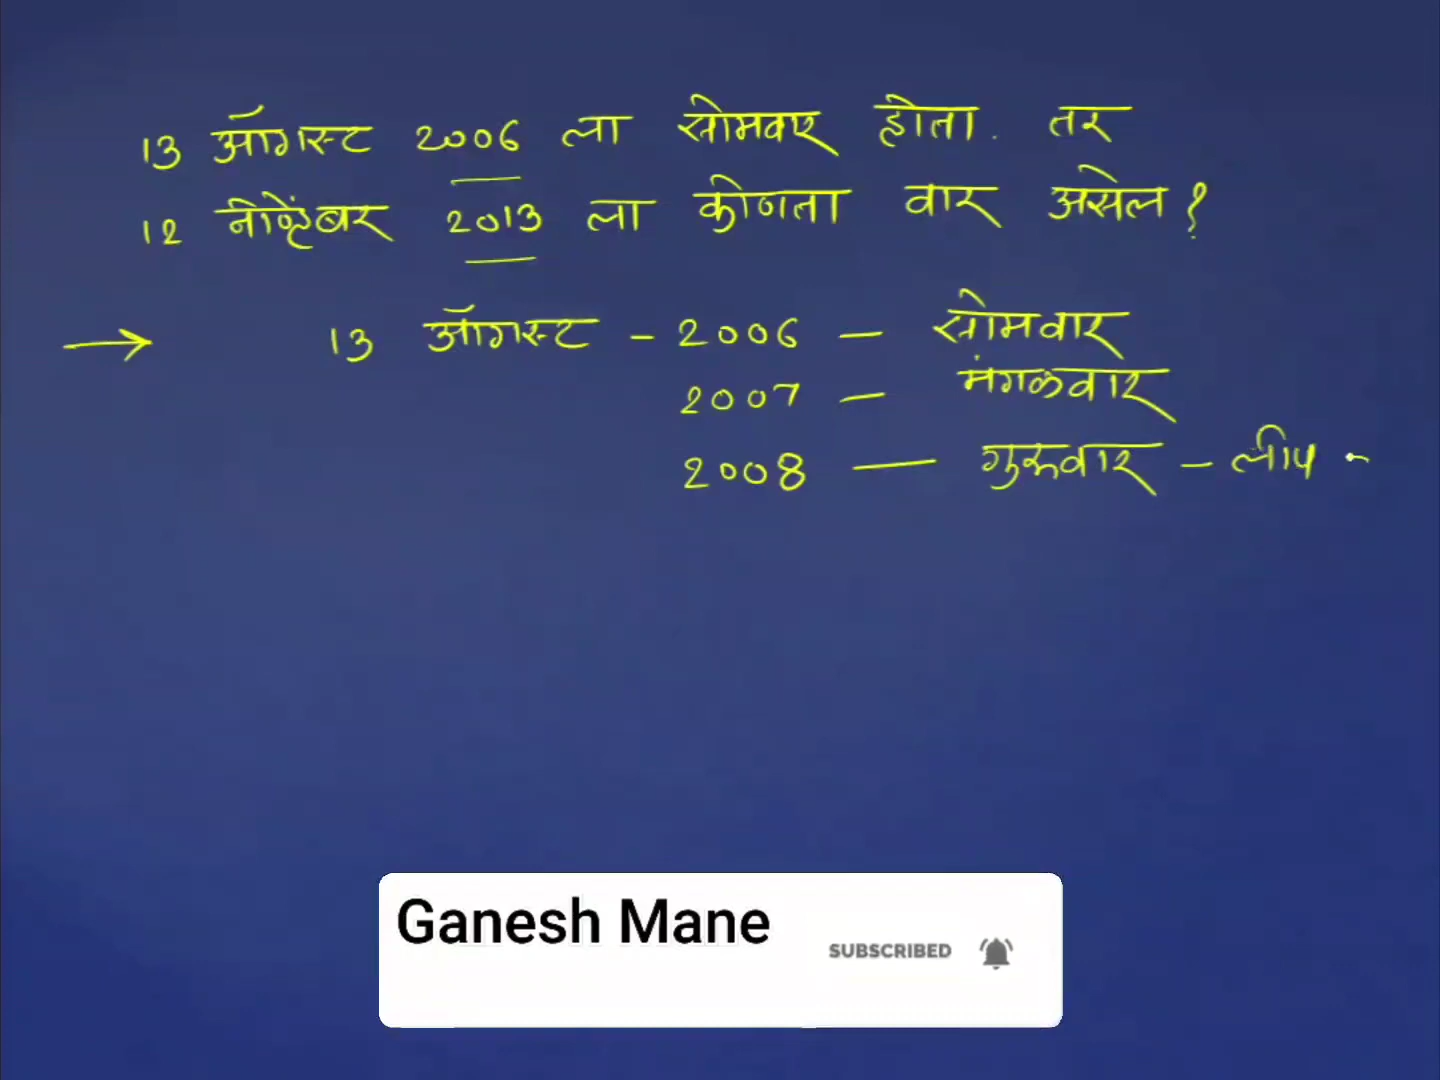 13 ऑगस्ट 2006 ला सोमवार होता. तर
12 नोव्हेंबर 2013 ला कोणता वार असेल?
→ 13 ऑगस्ट - 2006 - सोमवार
2007 - मंगळवार
2008 - गुरुवार - लीप
Ganesh Mane
SUBSCRIBED